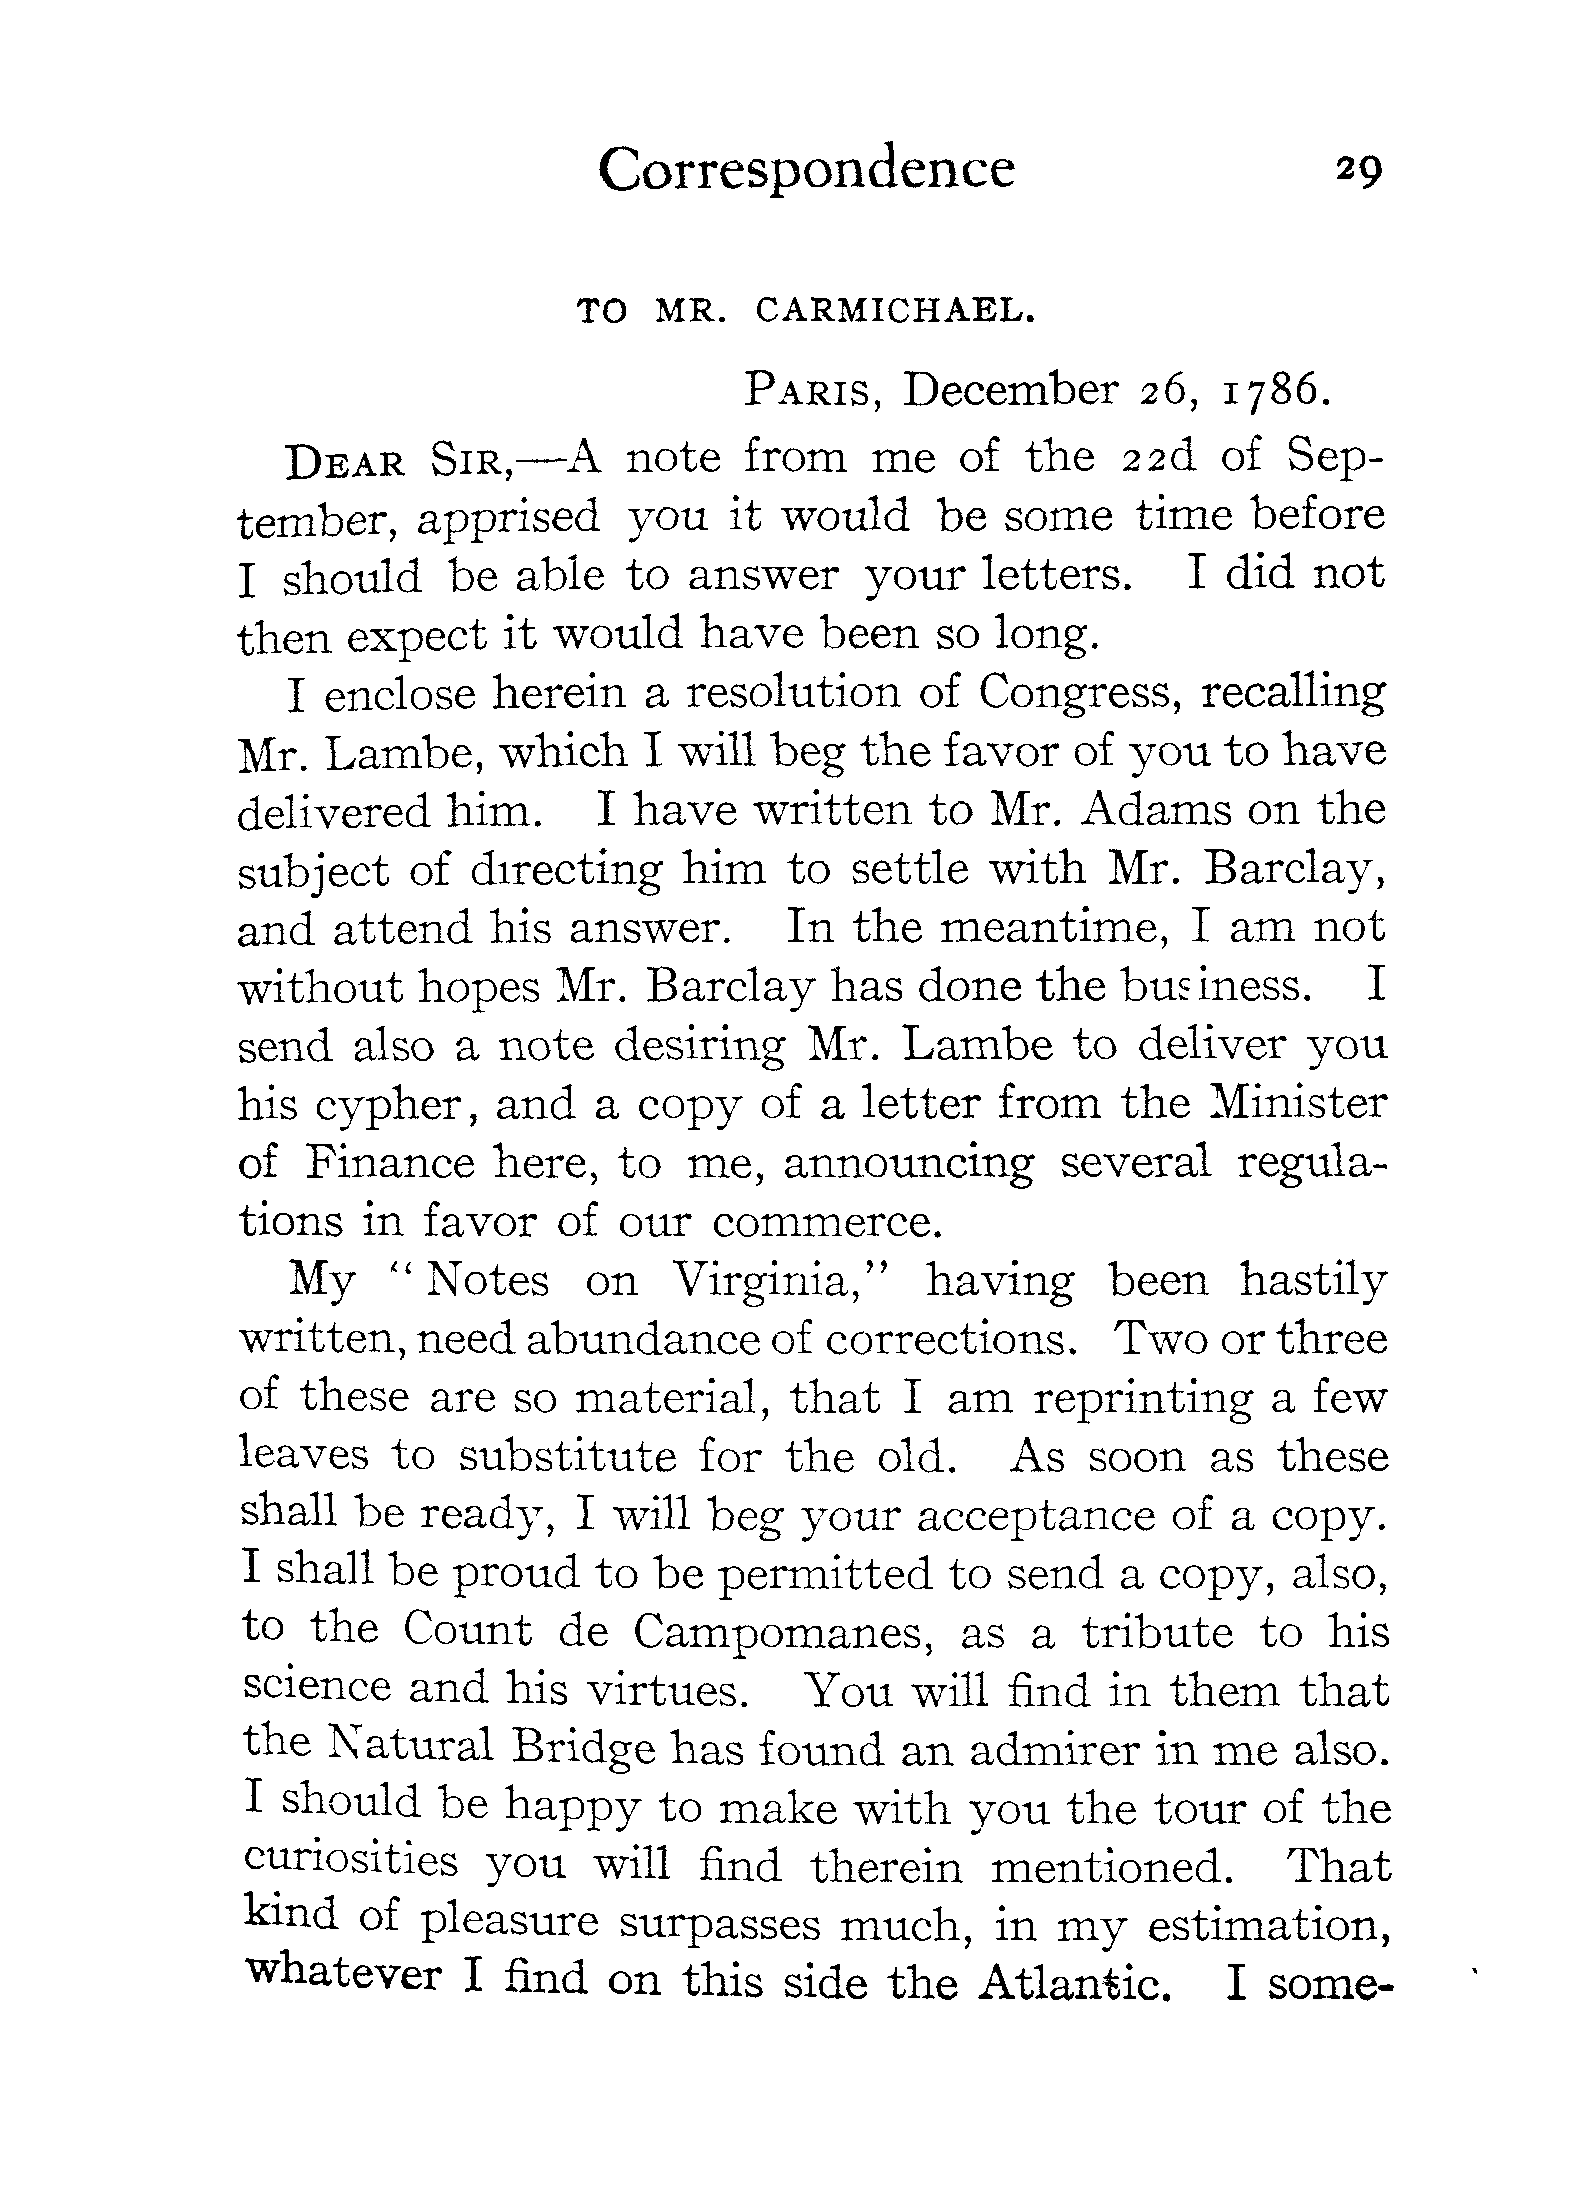 Correspondence 29
TO MR. CARMICHAEL.
PARIS, December 26, 1786.
DEAR SIR,—A note from me of the 22d of Sep-
tember, apprised you it would be some time before
I should be able to answer your letters. I did not
then expect it would have been so long.
I enclose herein a resolution of Congress, recalling
Mr. Lambe, which I will beg the favor of you to have
delivered him. I have written to Mr. Adams on the
subject of directing him to settle with Mr. Barclay,
and attend his answer. In the meantime, I am not
without hopes Mr. Barclay has done the business. I
send also a note desiring Mr. Lambe to deliver you
his cypher, and a copy of a letter from the Minister
of Finance here, to me, announcing several regula-
tions in favor of our commerce.
My "Notes on Virginia," having been hastily
written, need abundance of corrections. Two or three
of these are so material, that I am reprinting a few
leaves to substitute for the old. As soon as these
shall be ready, I will beg your acceptance of a copy.
I shall be proud to be permitted to send a copy, also,
to the Count de Campomanes, as a tribute to his
science and his virtues. You will find in them that
the Natural Bridge has found an admirer in me also.
I should be happy to make with you the tour of the
curiosities you will find therein mentioned. That
kind of pleasure surpasses much, in my estimation,
whatever I find on this side the Atlantic. I some-